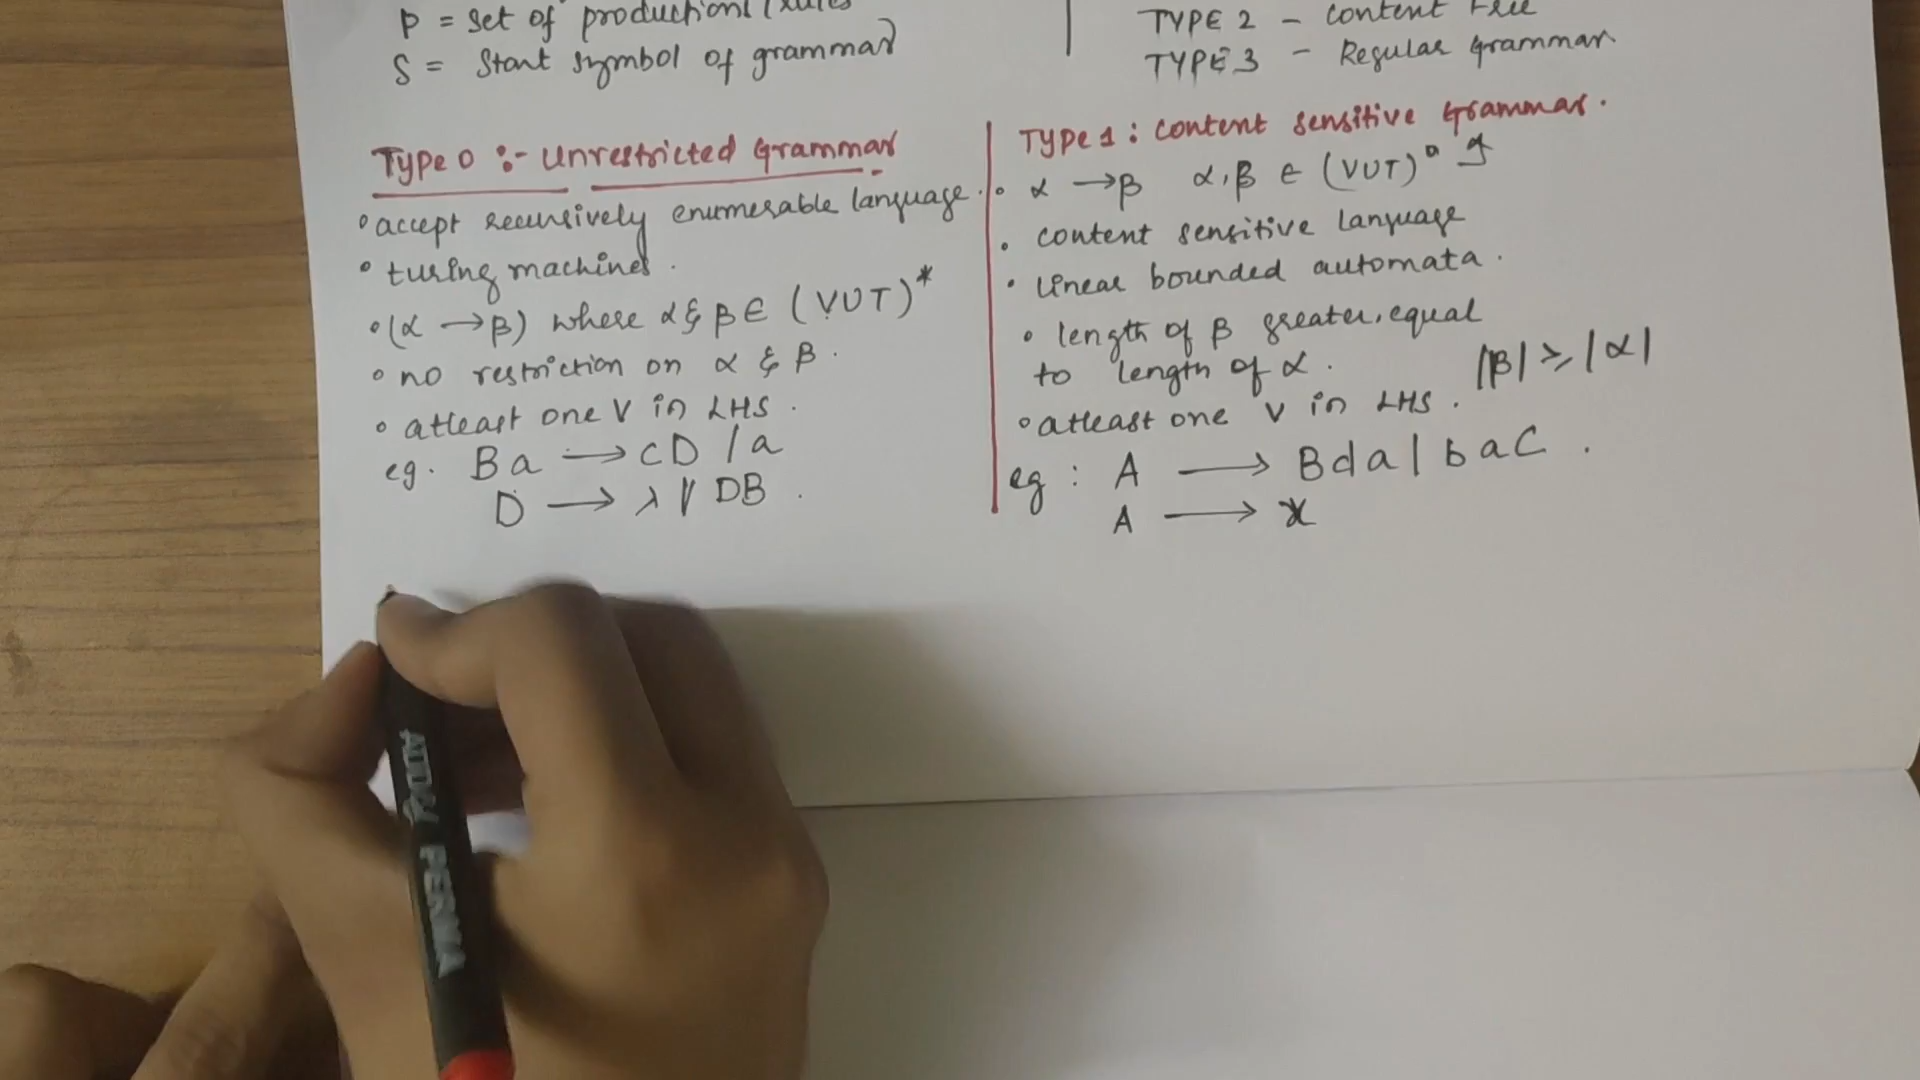 P = set of productions (rules
S = Start symbol of grammar
TYPE 2 - Content Free
TYPE 3 - Regular Grammar
Type 0 :- Unrestricted Grammar
accept recursively enumerable language.
turing machines.
(α → β) where α & β ∈ (VUT)*
no restriction on α & β.
atleast one V in LHS.
eg. Ba → cD / a
D → λ | DB.
Type 1 : Content sensitive Grammar.
α → β α, β ∈ (VUT)
content sensitive language
linear bounded automata.
length of β greater, equal
to length of α. |β| ≥ |α|
atleast one V in LHS.
eg : A → Bda | baC.
A → x
PERMA